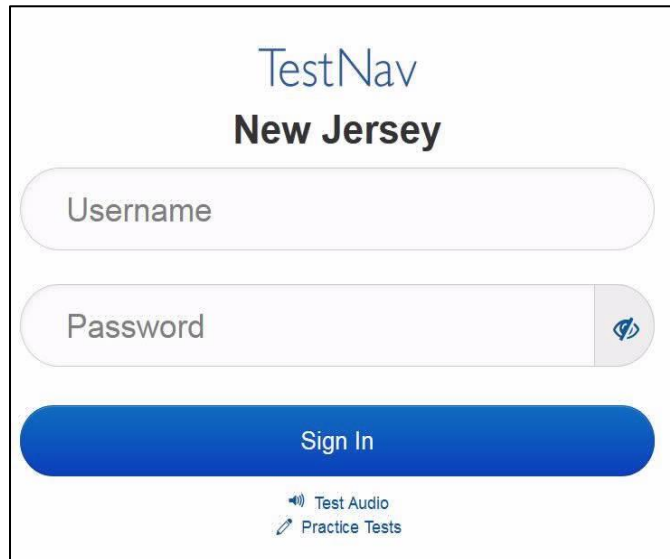 TestNav
New Jersey
Username
Password
Sign In
Test Audio
Practice Tests